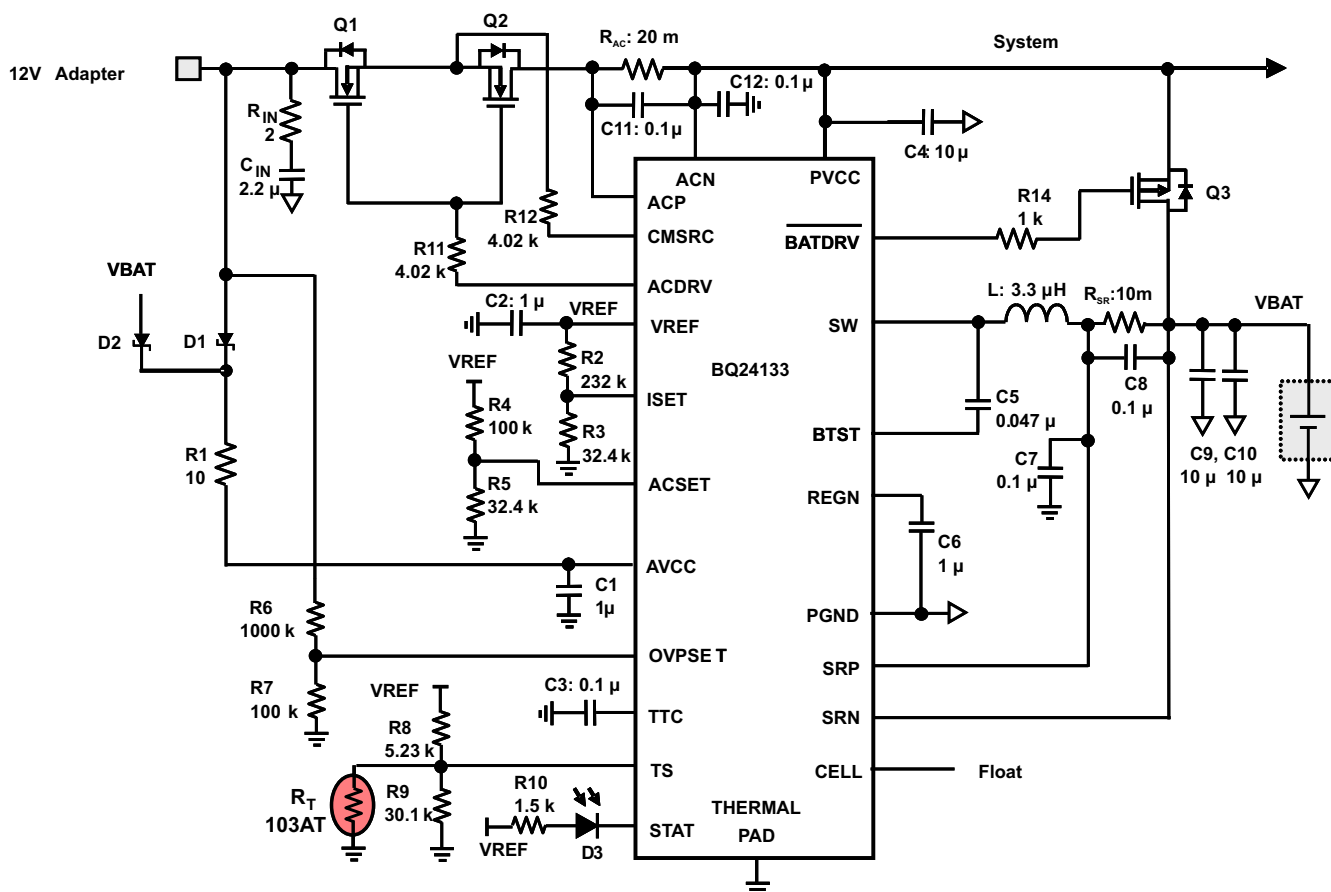 Q1
Q2
R_AC: 20 m
System
12V Adapter
C12: 0.1 µ
R_IN
2
C11: 0.1 µ
C4: 10 µ
C_IN
2.2 µ
ACN
PVCC
ACP
R12
4.02 k
CMSRC
BATDRV
R14
1 k
Q3
R11
4.02 k
ACDRV
VBAT
C2: 1 µ
VREF
VREF
SW
L: 3.3 µH
R_SR:10m
VBAT
D2
D1
VREF
R2
232 k
BQ24133
C8
0.1 µ
ISET
R4
100 k
R3
32.4 k
C5
0.047 µ
BTST
R1
10
C7
0.1 µ
C9, C10
10 µ 10 µ
ACSET
R5
32.4 k
REGN
C6
1 µ
AVCC
C1
1µ
R6
1000 k
PGND
OVPSET
SRP
R7
100 k
VREF
C3: 0.1 µ
TTC
SRN
R8
5.23 k
TS
CELL
Float
R_T
103AT
R9
30.1 k
R10
1.5 k
THERMAL
PAD
STAT
VREF
D3